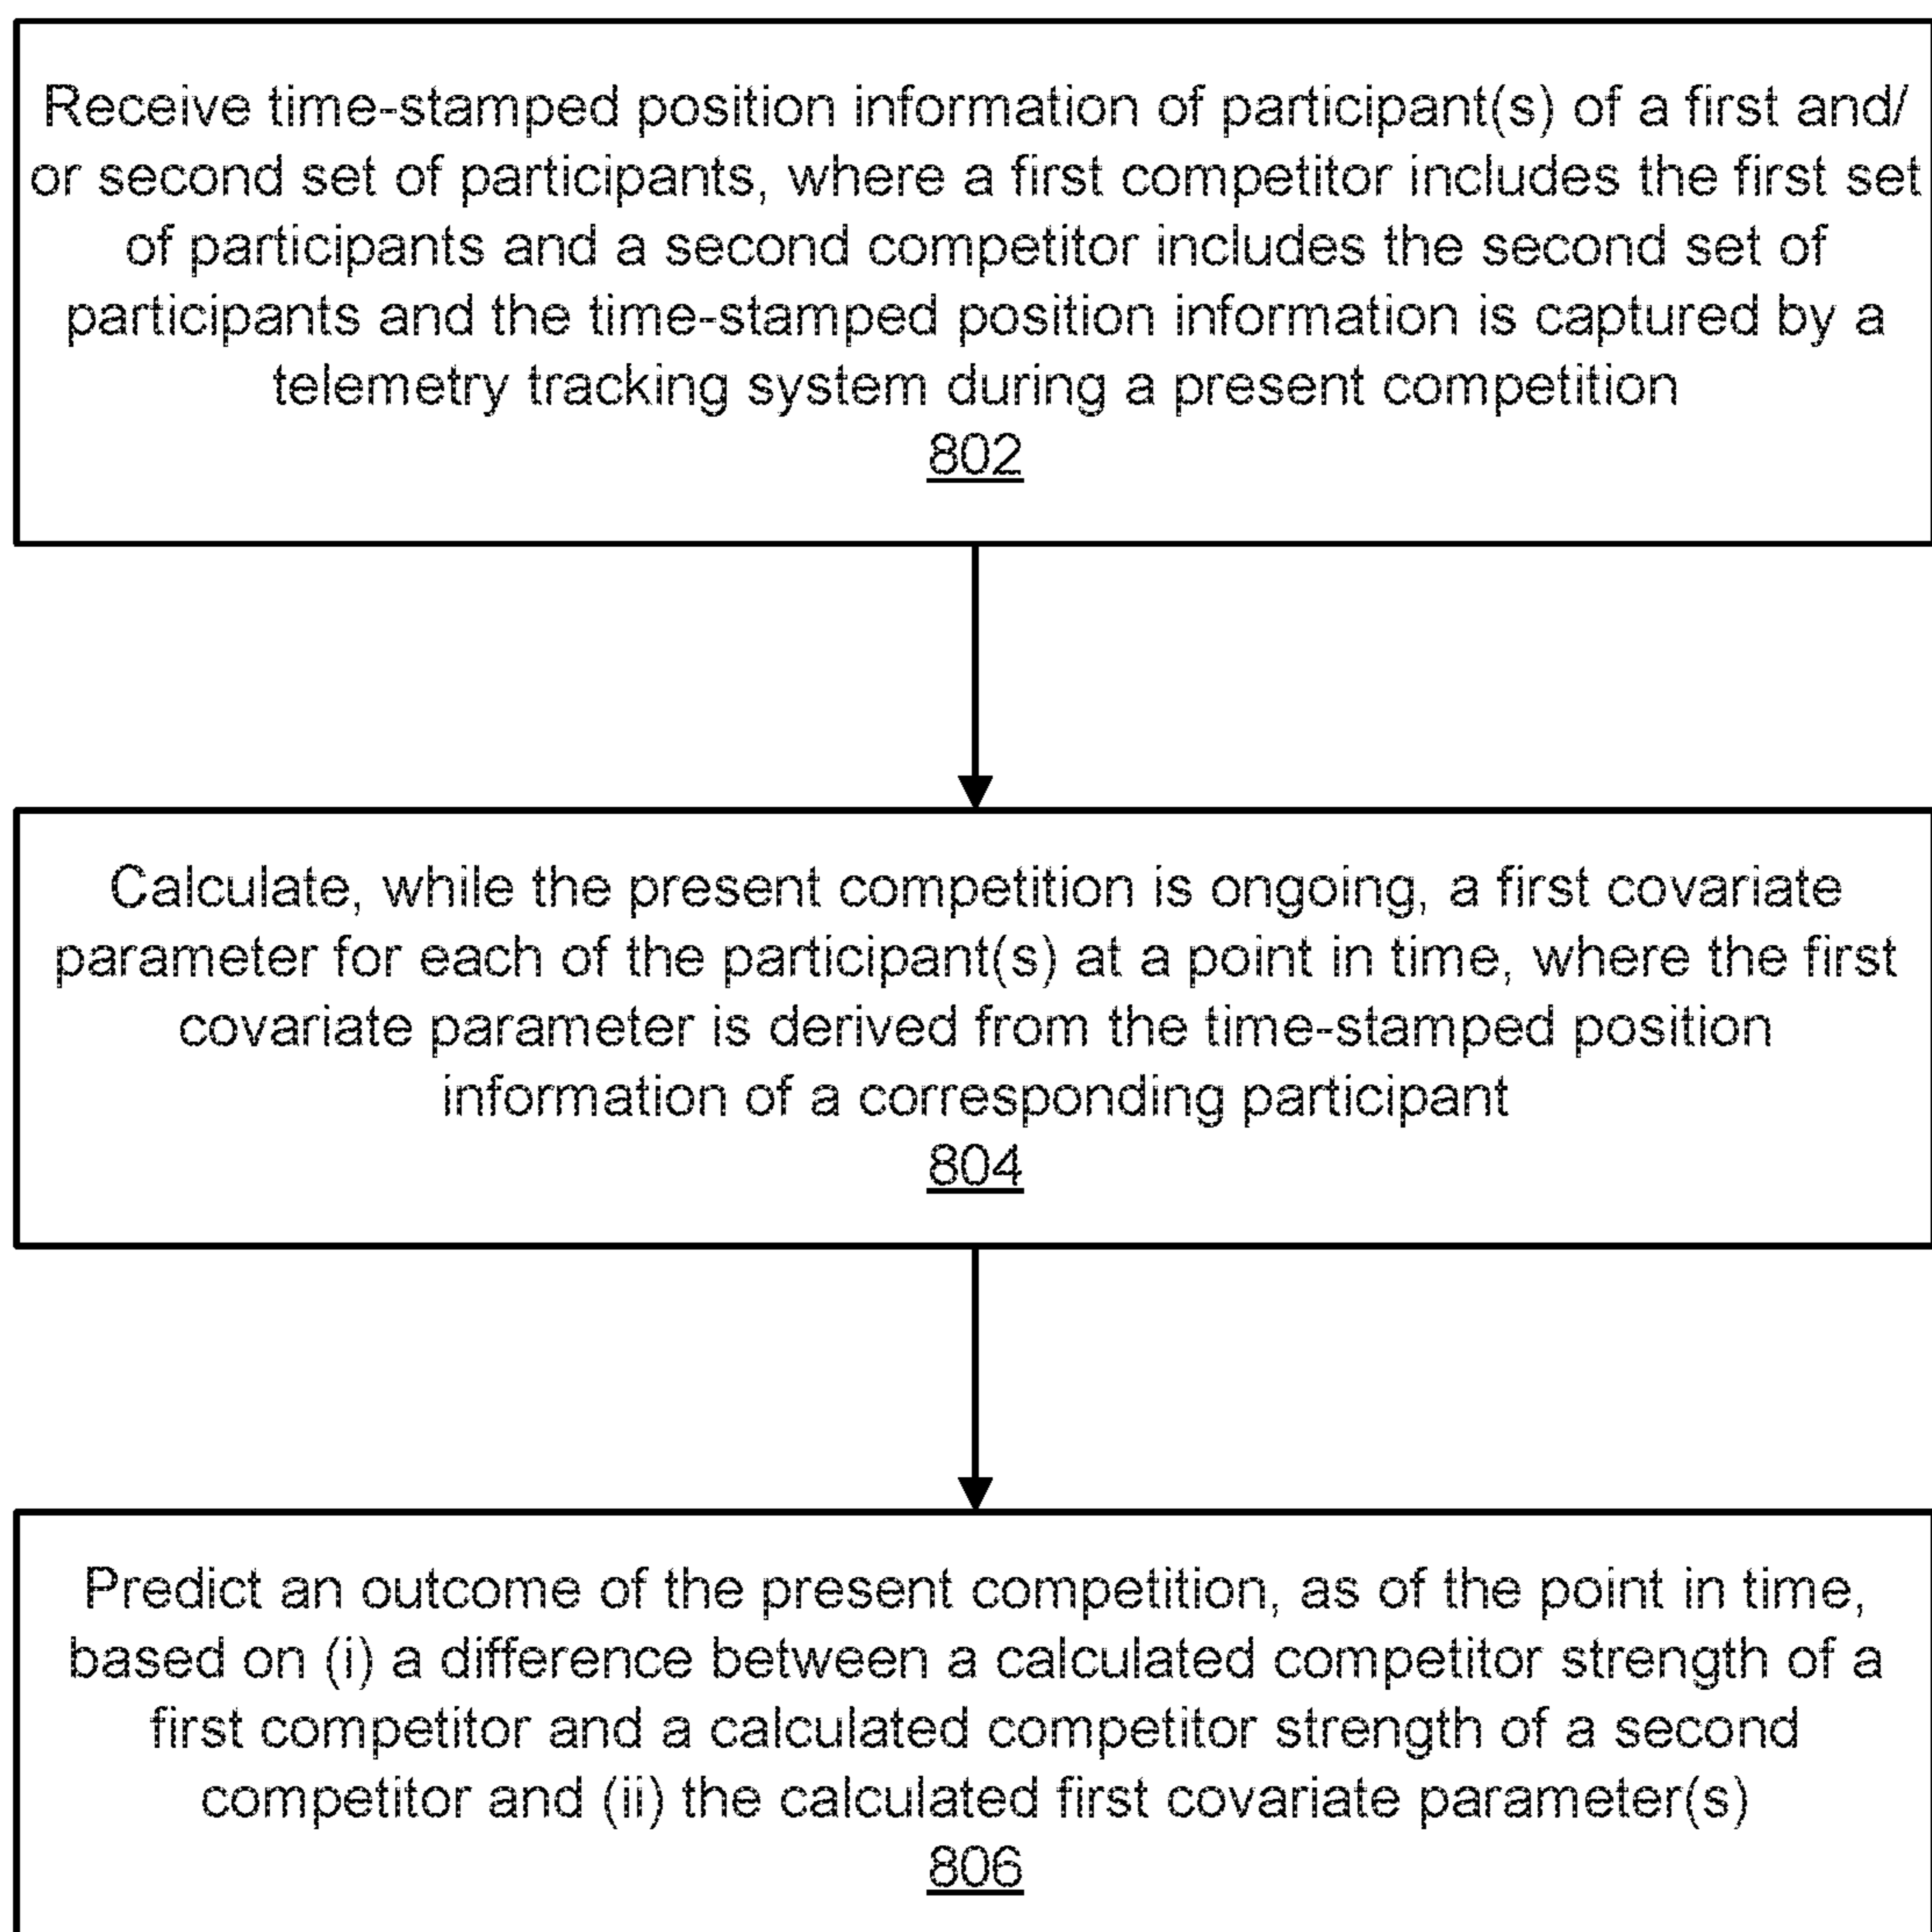 Receive time-stamped position information of participant(s) of a first and/
or second set of participants, where a first competitor includes the first set
of participants and a second competitor includes the second set of
participants and the time-stamped position information is captured by a
telemetry tracking system during a present competition
802
Calculate, while the present competition is ongoing, a first covariate
parameter for each of the participant(s) at a point in time, where the first
covariate parameter is derived from the time-stamped position
information of a corresponding participant
804
Predict an outcome of the present competition, as of the point in time,
based on (i) a difference between a calculated competitor strength of a
first competitor and a calculated competitor strength of a second
competitor and (ii) the calculated first covariate parameter(s)
806